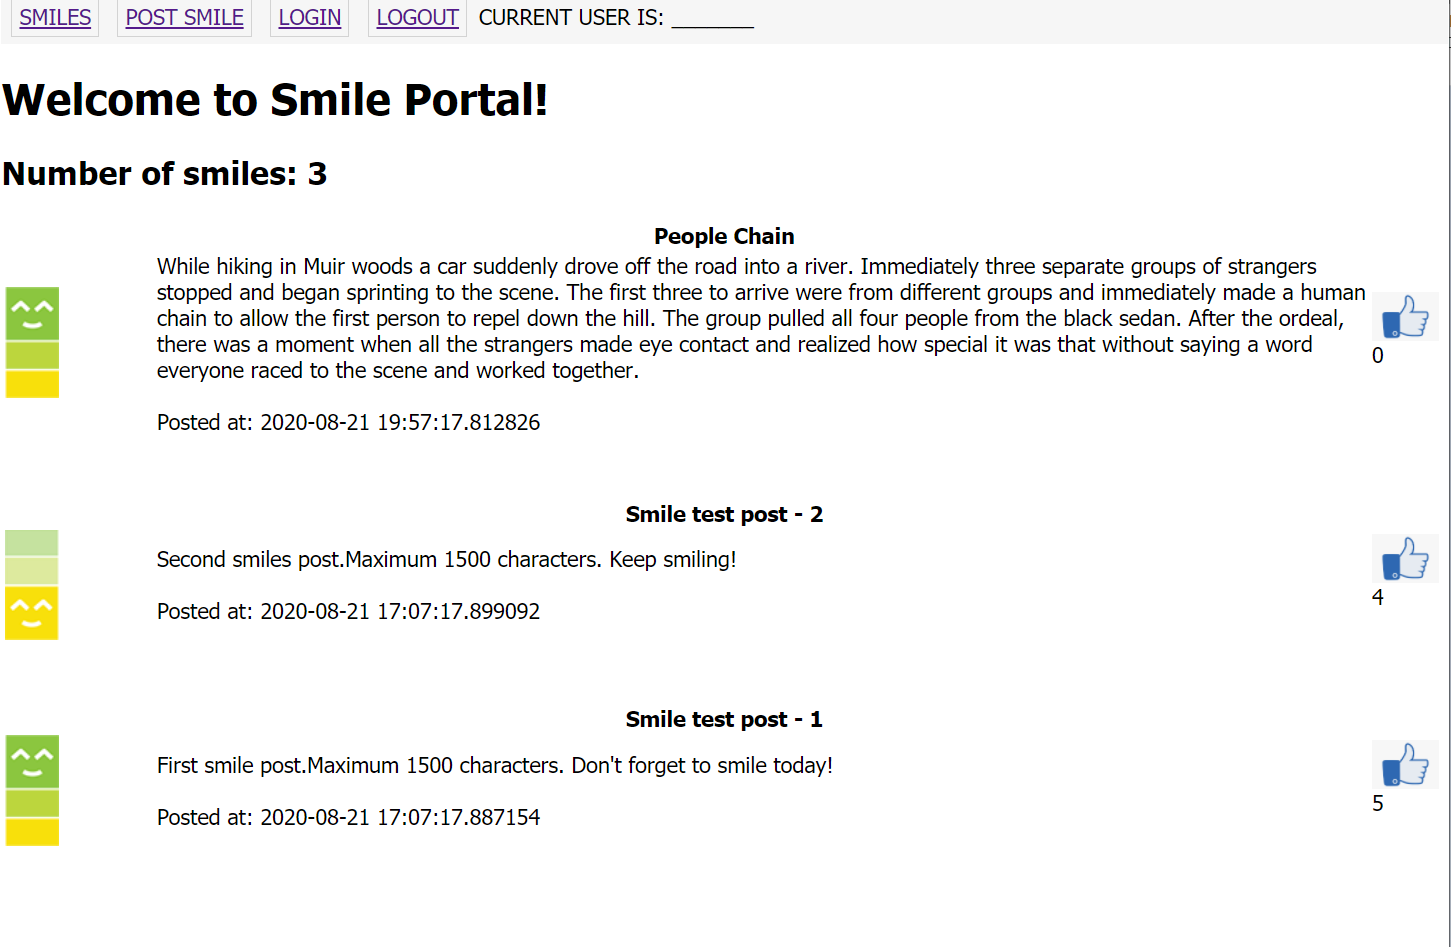 SMILES POST SMILE LOGIN LOGOUT CURRENT USER IS: ________
Welcome to Smile Portal!
Number of smiles: 3
People Chain
While hiking in Muir woods a car suddenly drove off the road into a river. Immediately three separate groups of strangers
stopped and began sprinting to the scene. The first three to arrive were from different groups and immediately made a human
chain to allow the first person to repel down the hill. The group pulled all four people from the black sedan. After the ordeal,
there was a moment when all the strangers made eye contact and realized how special it was that without saying a word
everyone raced to the scene and worked together.
0
Posted at: 2020-08-21 19:57:17.812826
Smile test post - 2
Second smiles post.Maximum 1500 characters. Keep smiling!
4
Posted at: 2020-08-21 17:07:17.899092
Smile test post - 1
First smile post.Maximum 1500 characters. Don't forget to smile today!
5
Posted at: 2020-08-21 17:07:17.887154